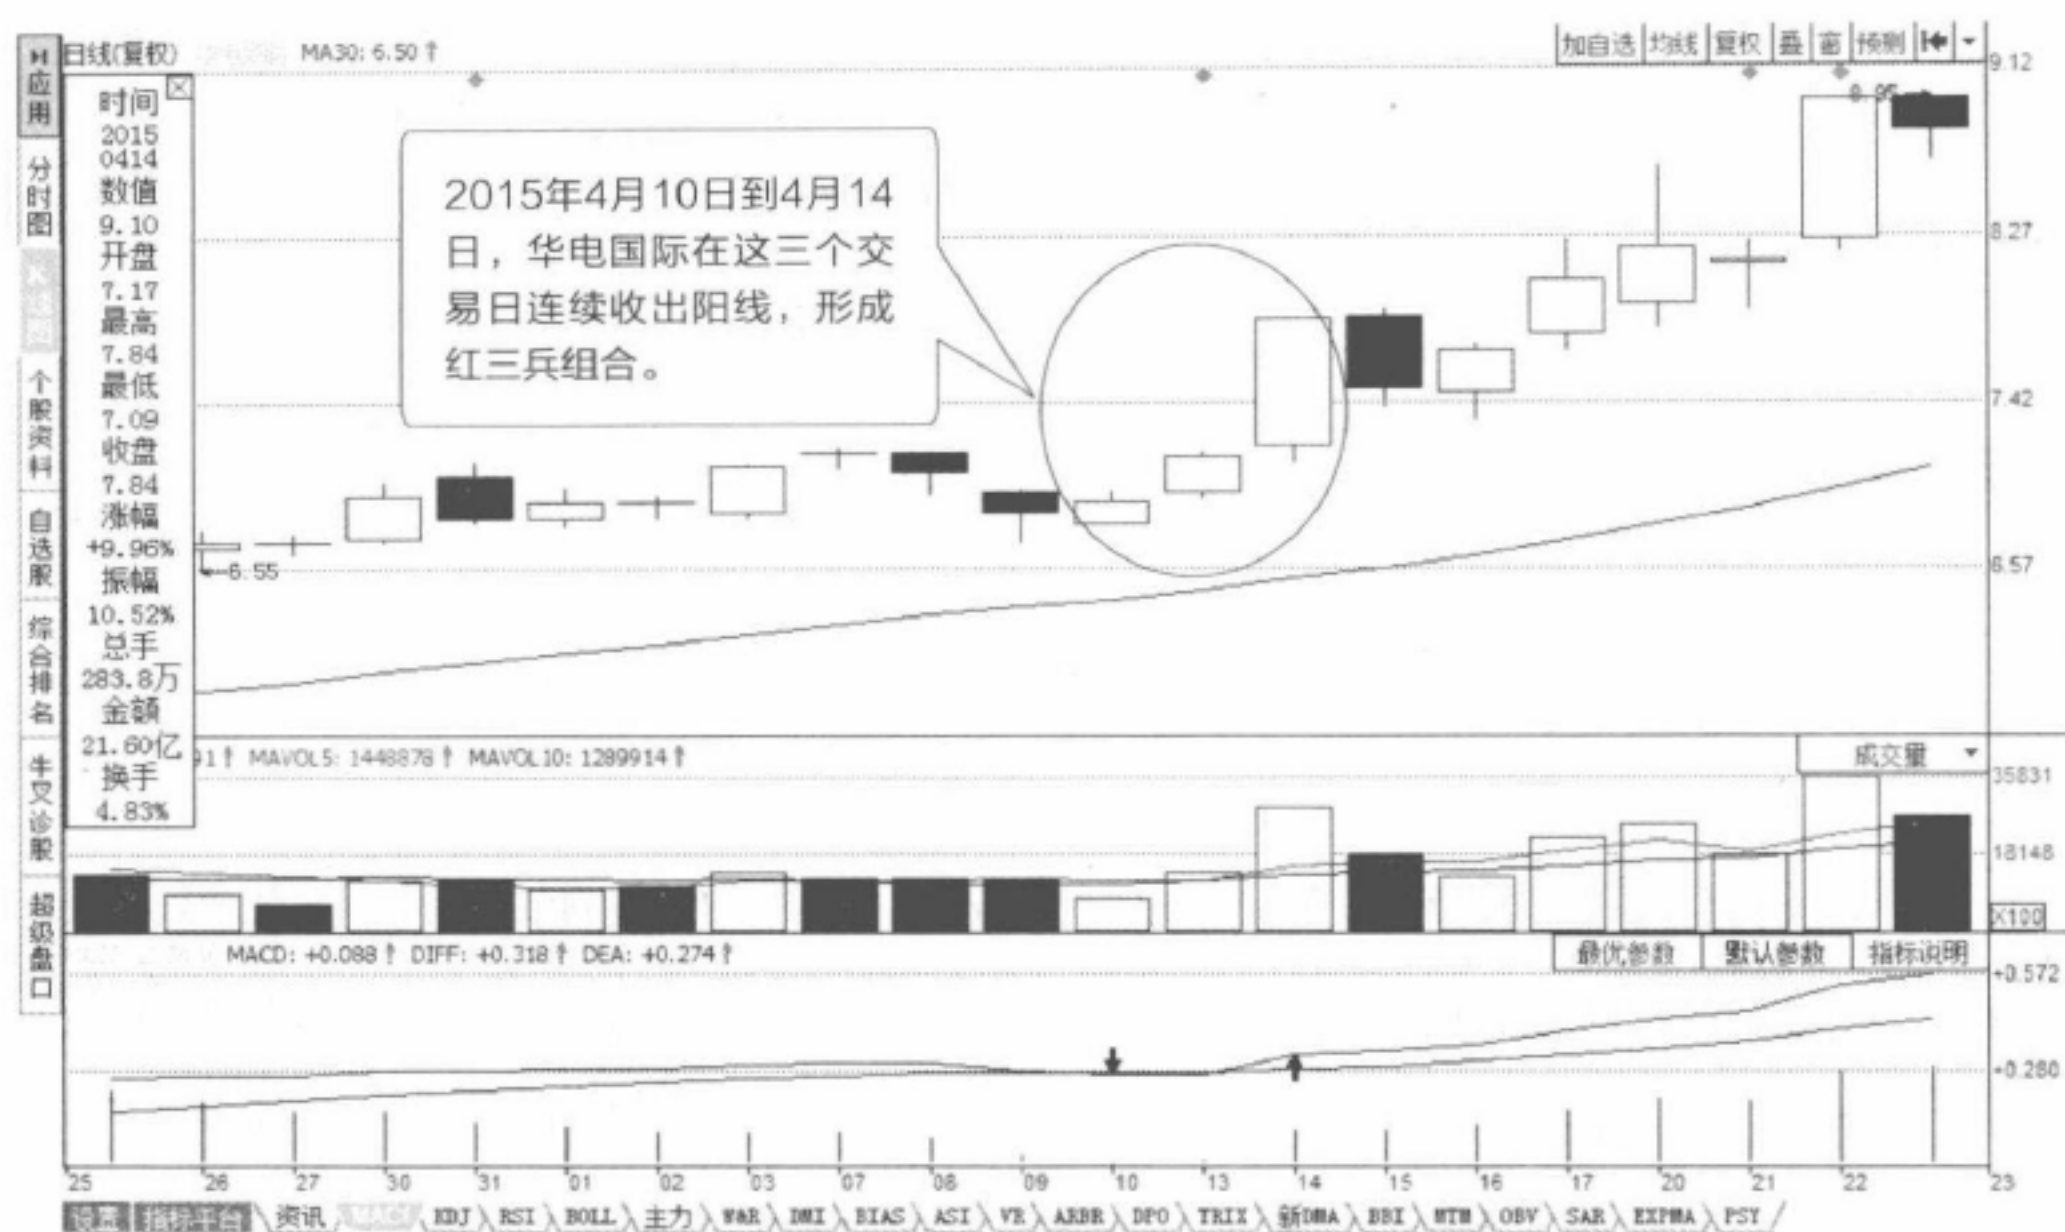 日线(复权) MA30: 6.50↑
加自选 均线 复权 叠 窗 预测
应用
分时图
个股资料
自选股
综合排名
牛叉诊股
超级盘口
时间
2015
0414
数值
9.10
开盘
7.17
最高
7.84
最低
7.09
收盘
7.84
涨幅
+9.96%
振幅
10.52%
总手
283.8万
金额
21.60亿
换手
4.83%
2015年4月10日到4月14
日，华电国际在这三个交
易日连续收出阳线，形成
红三兵组合。
9.12
8.95
8.27
7.42
6.57
6.55
91↑ MAVOL5: 1448878↑ MAVOL10: 1289914↑
成交量
35831
18148
X100
MACD: +0.088↑ DIFF: +0.318↑ DEA: +0.274↑
最优参数 默认参数 指标说明
+0.572
+0.280
25 26 27 30 31 01 02 03 07 08 09 10 13 14 15 16 17 20 21 22 23
设置 指标平台 资讯 MACD KDJ RSI BOLL 主力 W&R DMI BIAS ASI VR ARBR DPO TRIX 新DMA BBI MTM OBV SAR EXPMA PSY